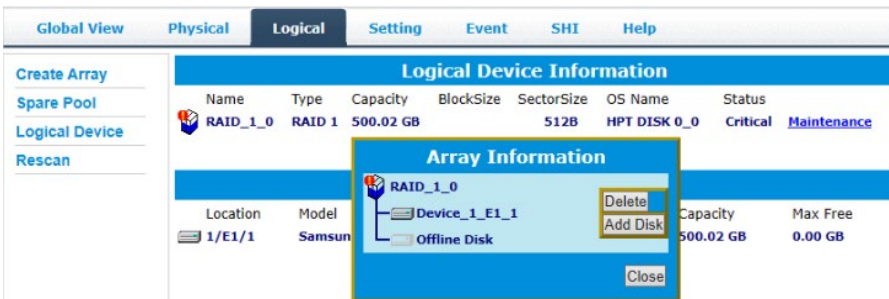 Global View Physical Logical Setting Event SHI Help
Create Array
Spare Pool
Logical Device
Rescan
Logical Device Information
Name Type Capacity BlockSize SectorSize OS Name Status
RAID_1_0 RAID 1 500.02 GB 512B HPT DISK 0_0 Critical Maintenance
Array Information
RAID_1_0
Device_1_E1_1
Offline Disk
Delete
Add Disk
Close
Location Model Capacity Max Free
1/E1/1 Samsun 500.02 GB 0.00 GB